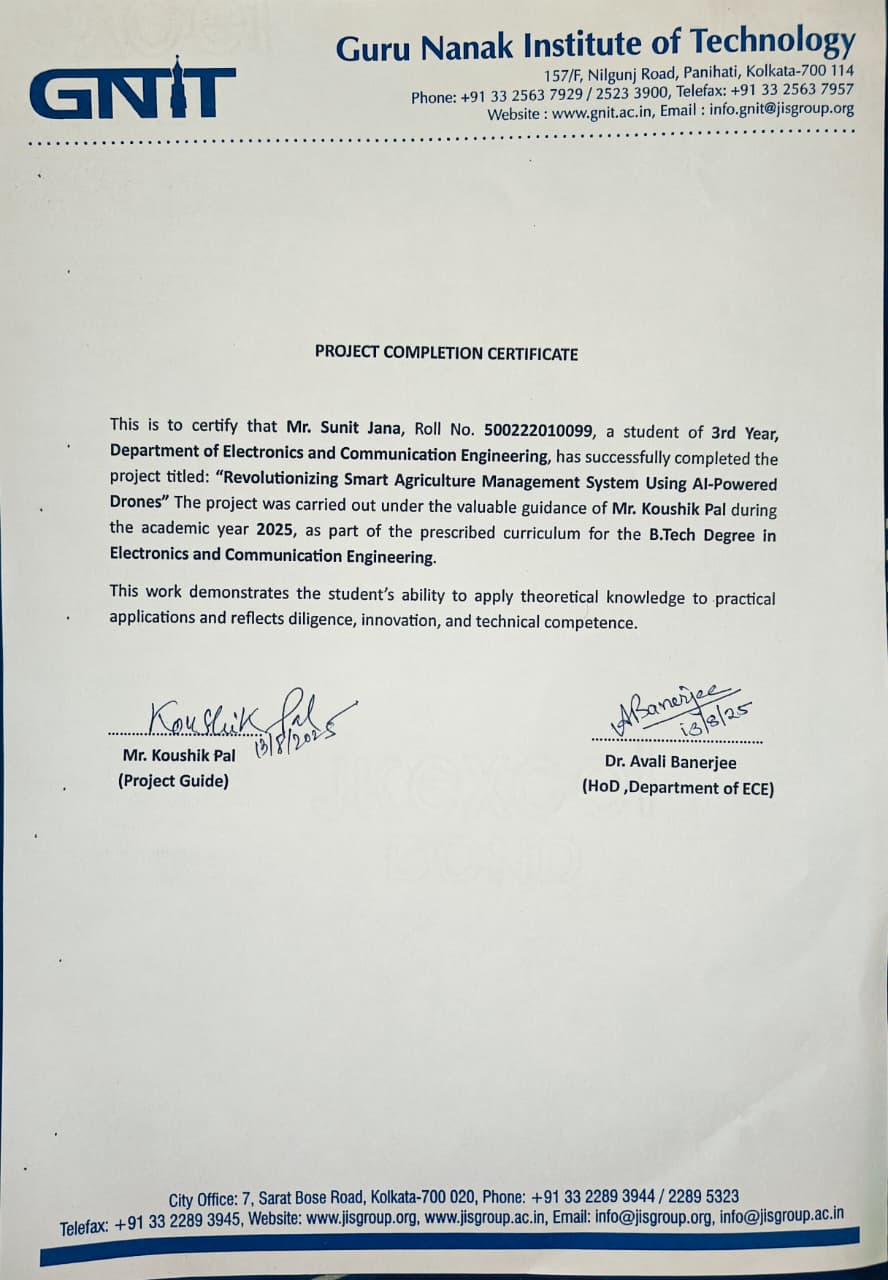 GNIT
Guru Nanak Institute of Technology
157/F, Nilgunj Road, Panihati, Kolkata-700 114
Phone: +91 33 2563 7929 / 2523 3900, Telefax: +91 33 2563 7957
Website : www.gnit.ac.in, Email : info.gnit@jisgroup.org
PROJECT COMPLETION CERTIFICATE
This is to certify that Mr. Sunit Jana, Roll No. 500222010099, a student of 3rd Year,
Department of Electronics and Communication Engineering, has successfully completed the
project titled: “Revolutionizing Smart Agriculture Management System Using AI-Powered
Drones” The project was carried out under the valuable guidance of Mr. Koushik Pal during
the academic year 2025, as part of the prescribed curriculum for the B.Tech Degree in
Electronics and Communication Engineering.
This work demonstrates the student’s ability to apply theoretical knowledge to practical
applications and reflects diligence, innovation, and technical competence.
Koushik Pal
13/8/2025
Mr. Koushik Pal
(Project Guide)
ABanerjee
13/8/25
Dr. Avali Banerjee
(HoD ,Department of ECE)
City Office: 7, Sarat Bose Road, Kolkata-700 020, Phone: +91 33 2289 3944 / 2289 5323
Telefax: +91 33 2289 3945, Website: www.jisgroup.org, www.jisgroup.ac.in, Email: info@jisgroup.org, info@jisgroup.ac.in